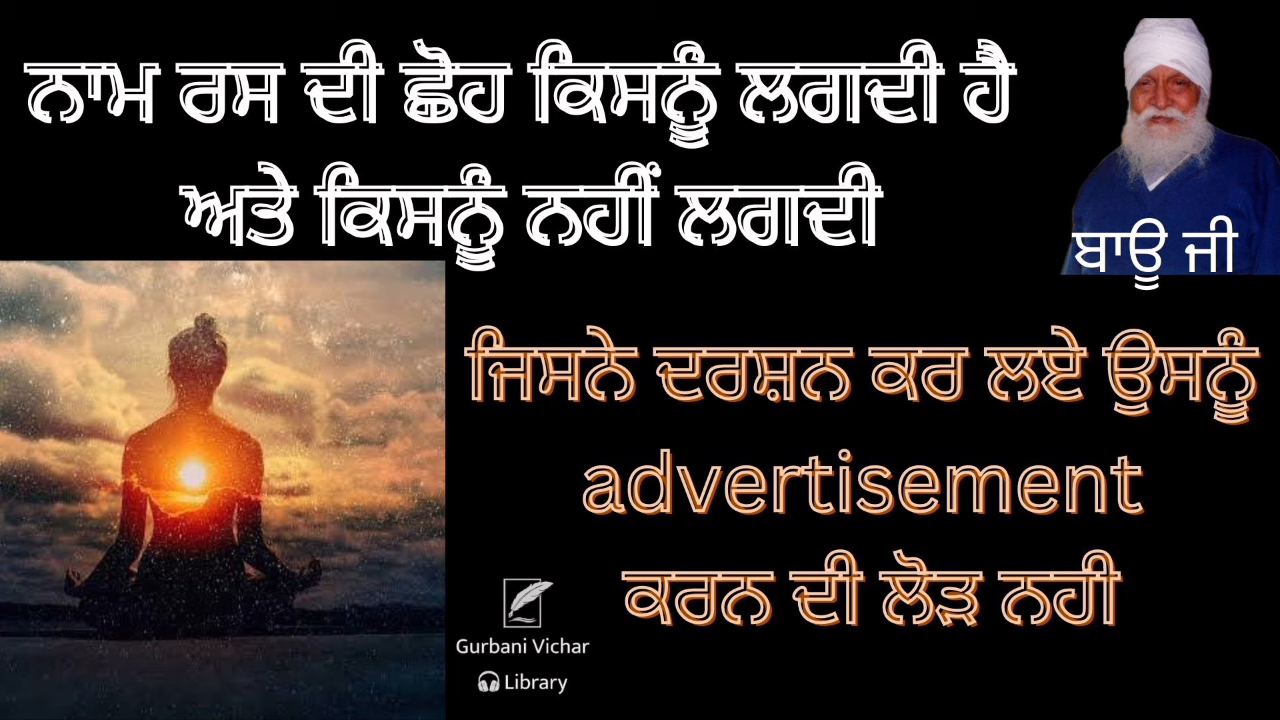 ਨਾਮ ਰਸ ਦੀ ਛੋਹ ਕਿਸਨੂੰ ਲਗਦੀ ਹੈ
ਅਤੇ ਕਿਸਨੂੰ ਨਹੀਂ ਲਗਦੀ
ਬਾਊ ਜੀ
ਜਿਸਨੇ ਦਰਸ਼ਨ ਕਰ ਲਏ ਉਸਨੂੰ
advertisement
ਕਰਨ ਦੀ ਲੋੜ ਨਹੀ
Gurbani Vichar
Library